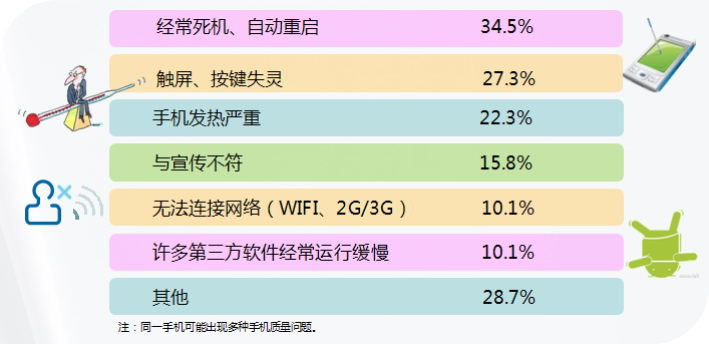 经常死机、自动重启 34.5%
触屏、按键失灵 27.3%
手机发热严重 22.3%
与宣传不符 15.8%
无法连接网络（WIFI、2G/3G） 10.1%
许多第三方软件经常运行缓慢 10.1%
其他 28.7%
注：同一手机可能出现多种手机质量问题。